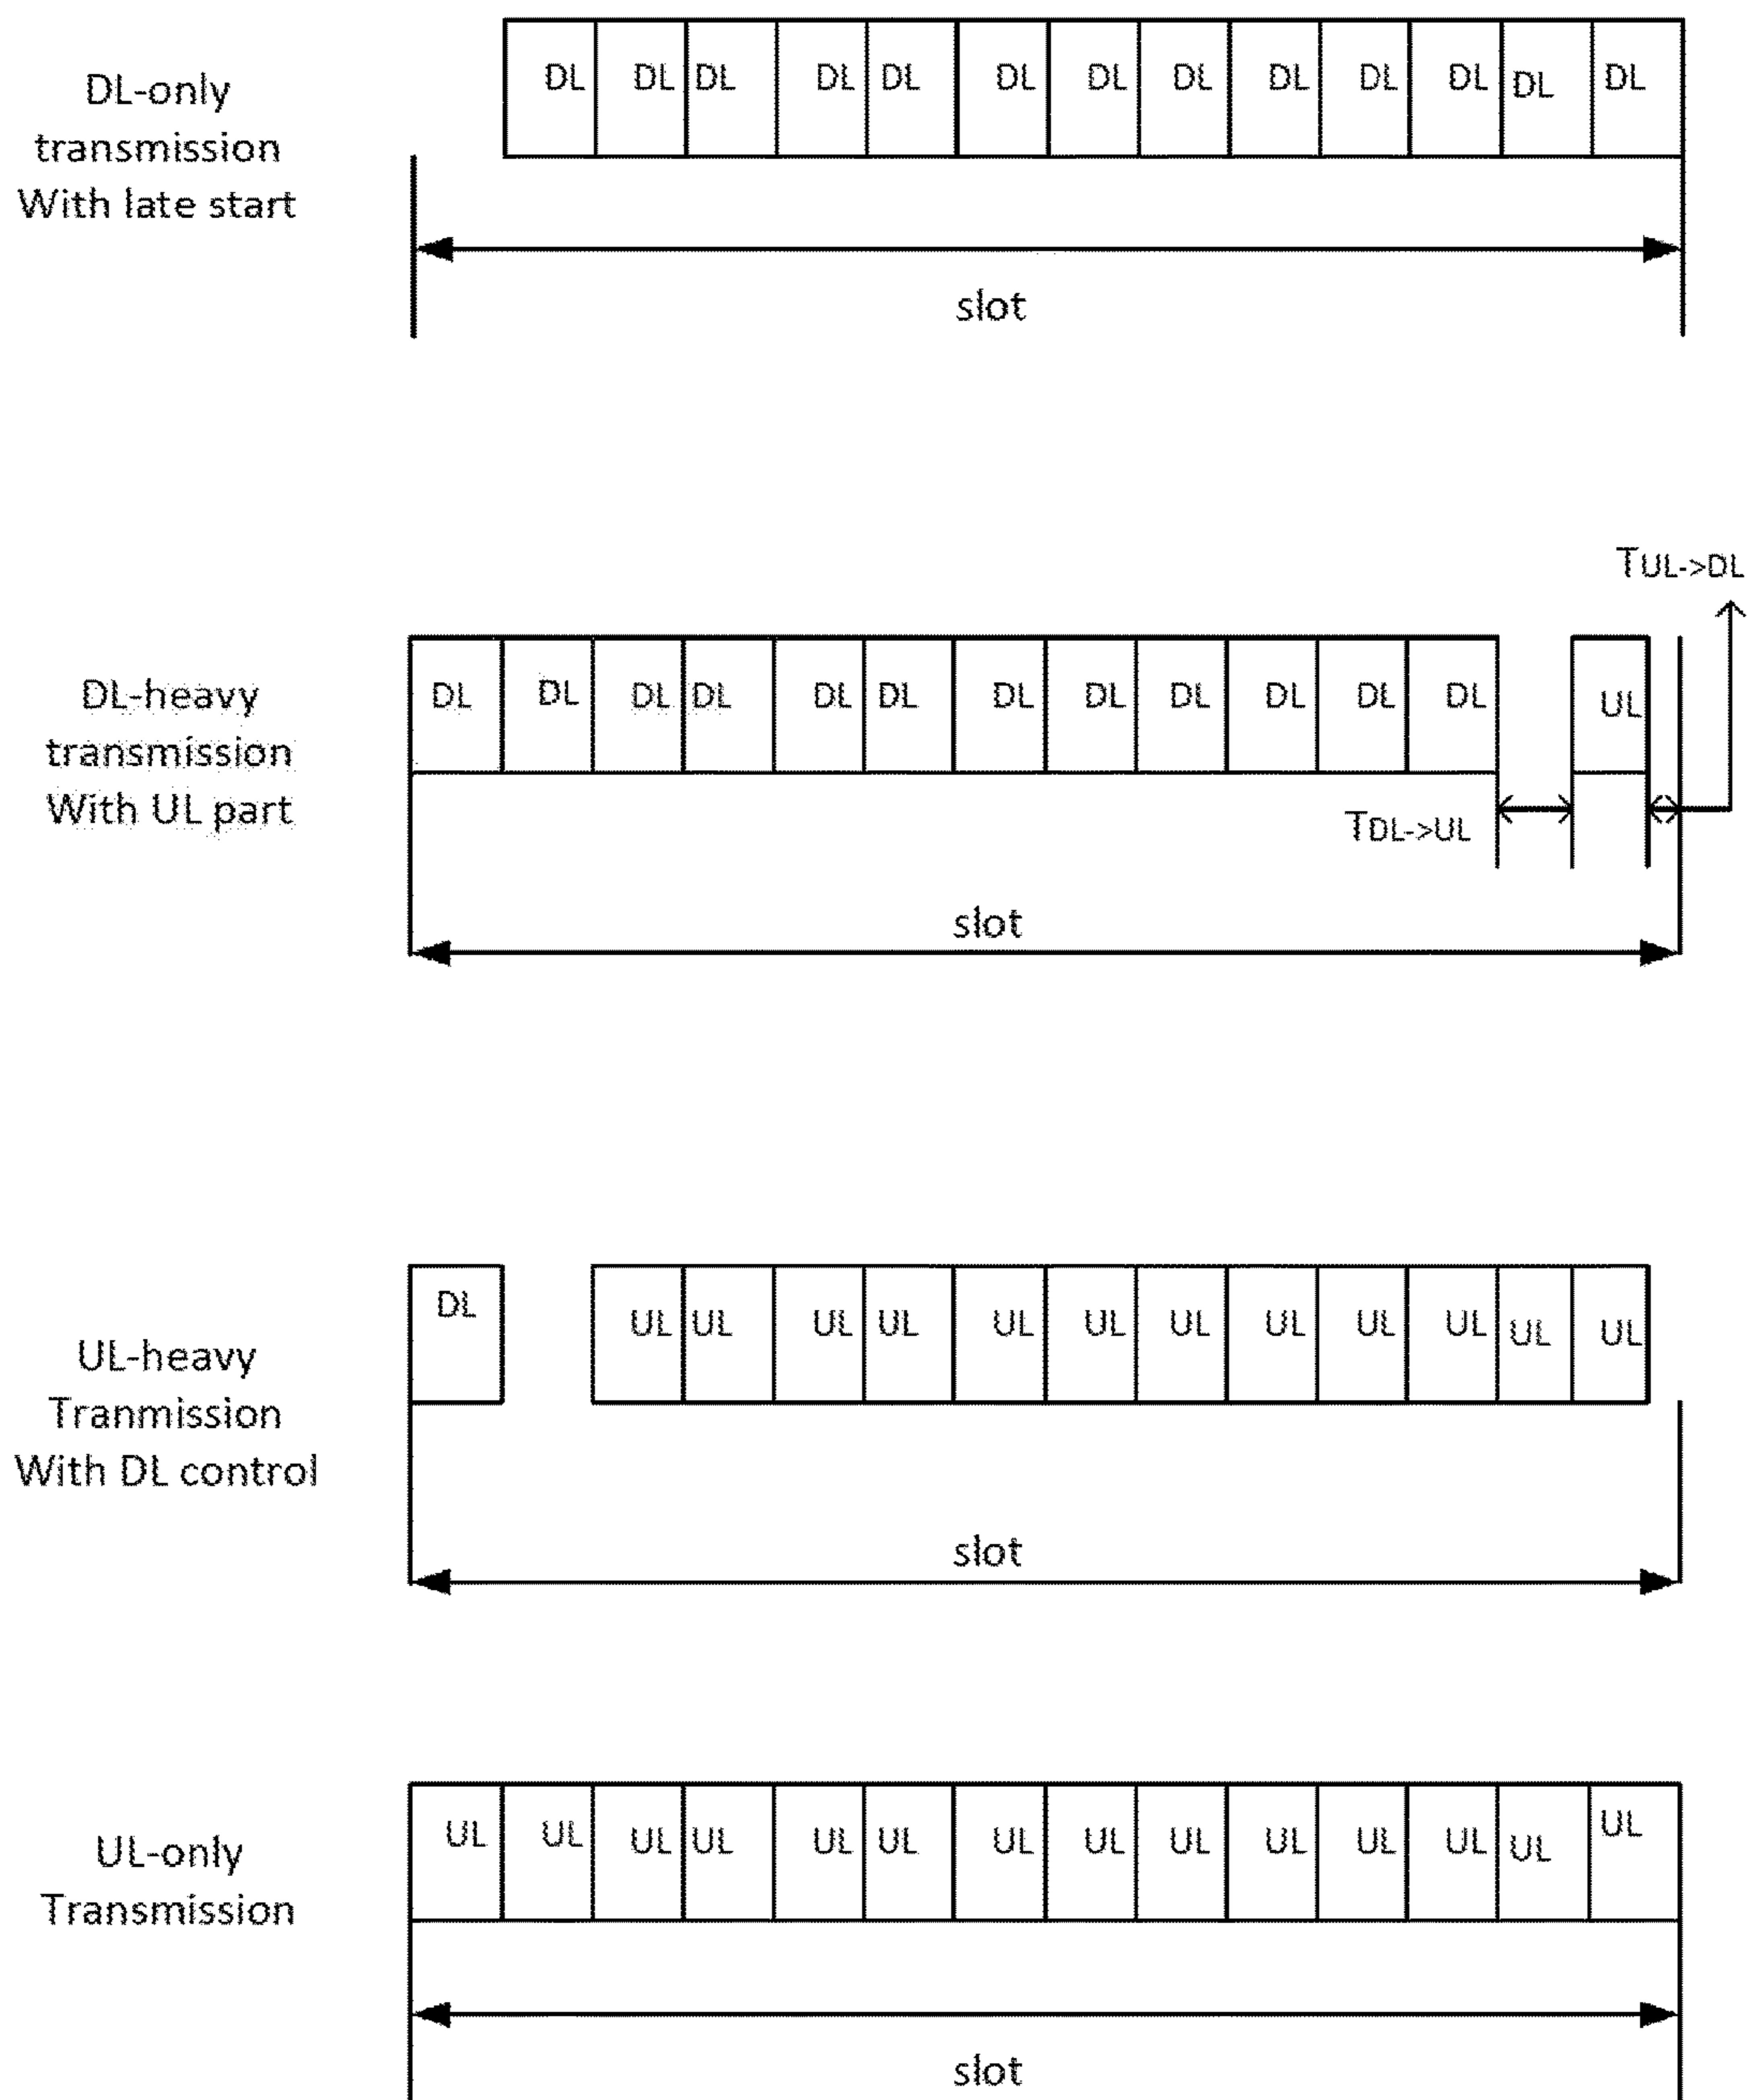 DL-only
transmission
With late start
DL DL DL DL DL DL DL DL DL DL DL DL DL
slot
TUL->DL
DL-heavy
transmission
With UL part
DL DL DL DL DL DL DL DL DL DL DL DL UL
TDL->UL
slot
UL-heavy
Tranmission
With DL control
DL UL UL UL UL UL UL UL UL UL UL UL UL
slot
UL-only
Transmission
UL UL UL UL UL UL UL UL UL UL UL UL UL UL
slot